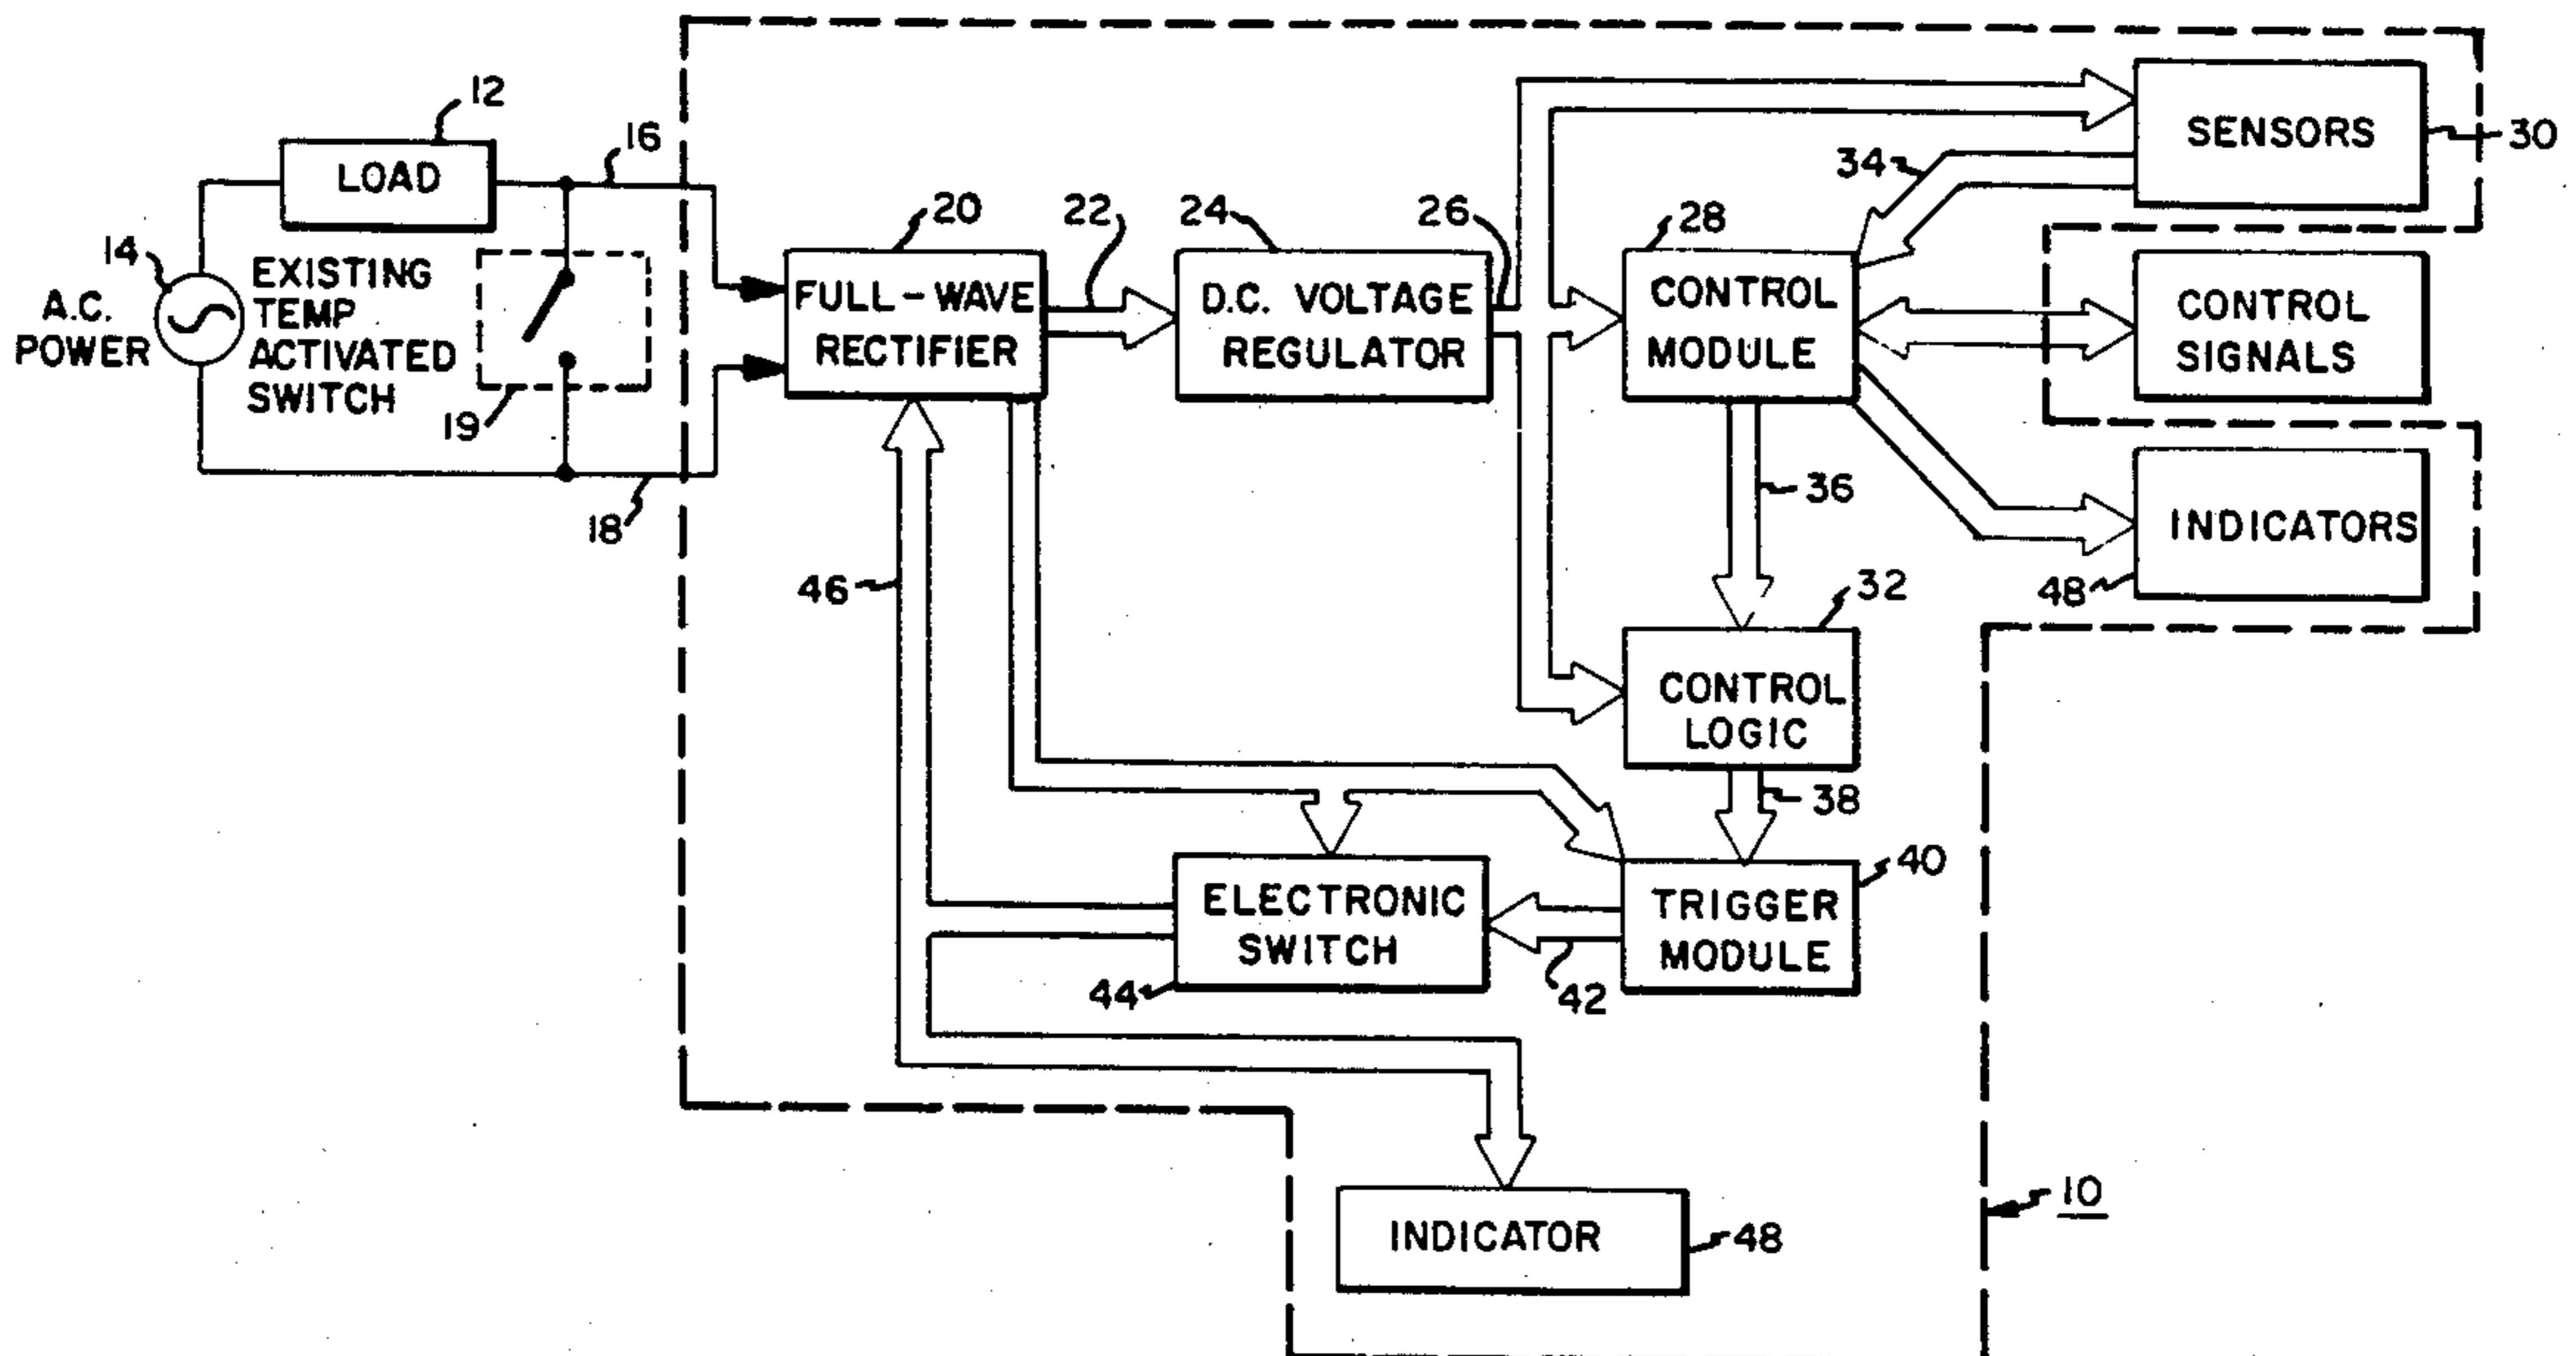 12
LOAD
16
14
A.C.
POWER
EXISTING
TEMP
ACTIVATED
SWITCH
19
18
20
FULL-WAVE
RECTIFIER
22
24
D.C. VOLTAGE
REGULATOR
26
28
CONTROL
MODULE
34
SENSORS
30
CONTROL
SIGNALS
INDICATORS
48
36
32
CONTROL
LOGIC
38
46
ELECTRONIC
SWITCH
44
42
TRIGGER
MODULE
40
INDICATOR
48
10